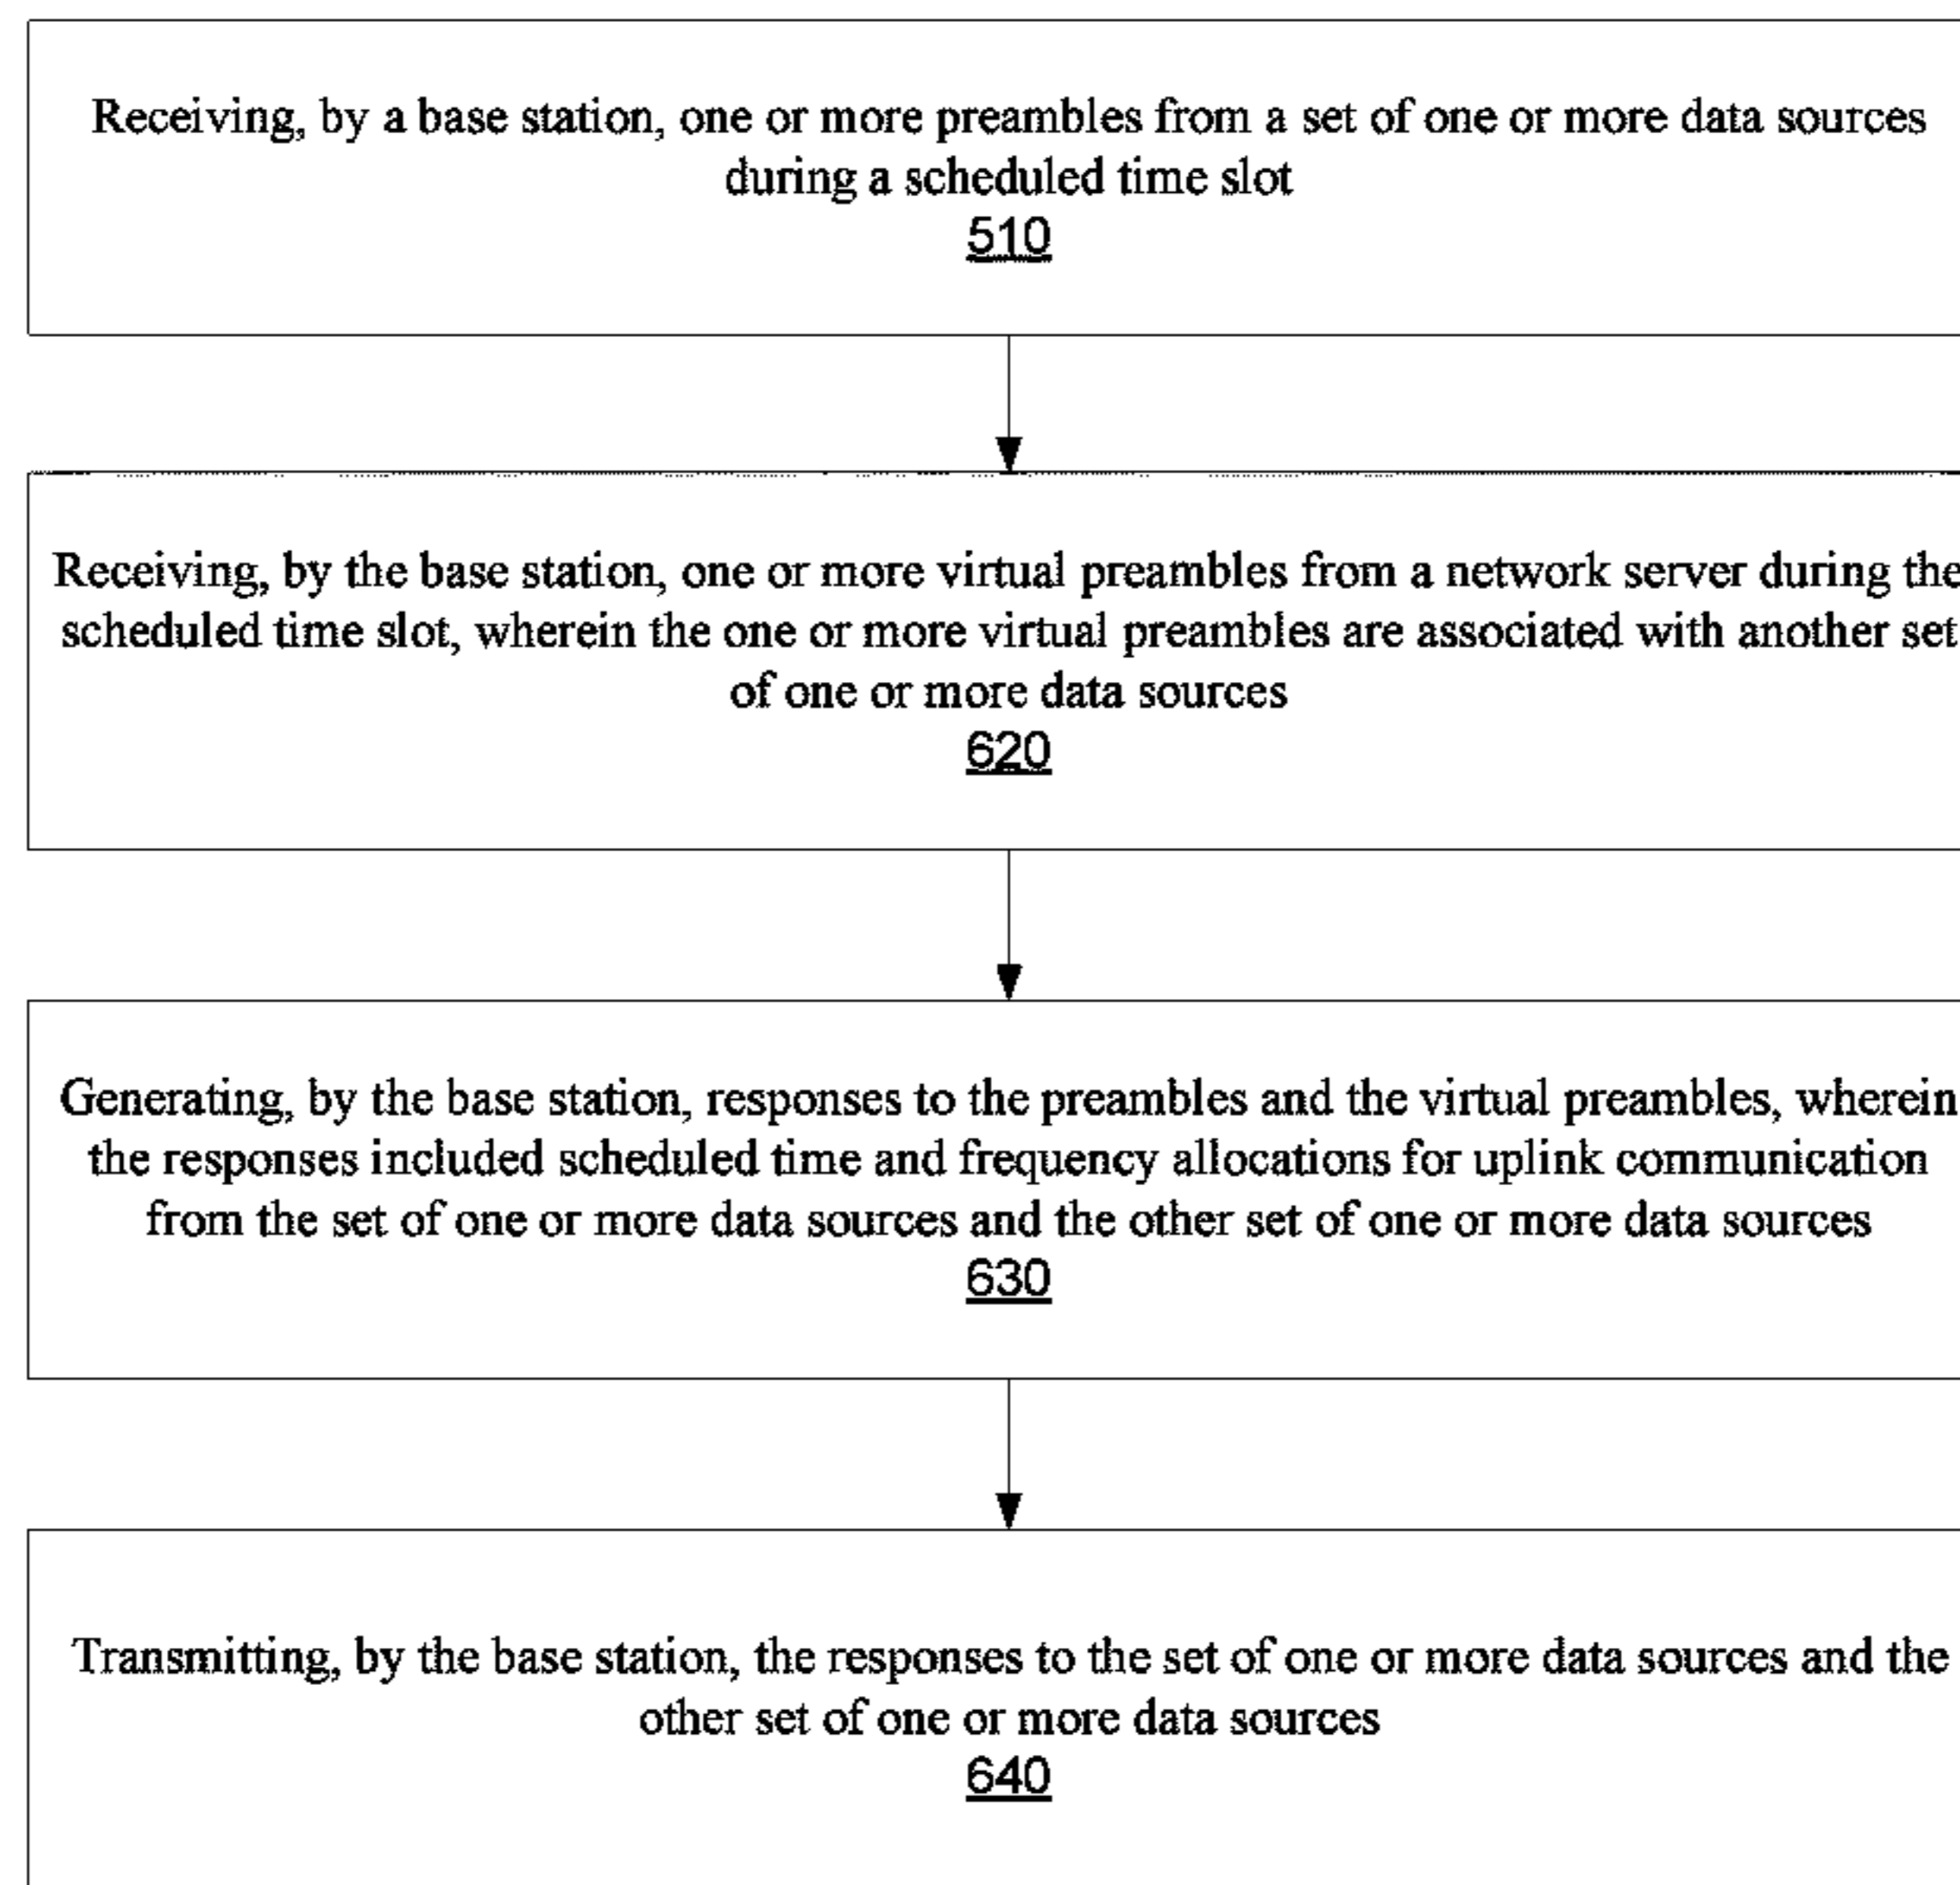 Receiving, by a base station, one or more preambles from a set of one or more data sources
during a scheduled time slot
510
Receiving, by the base station, one or more virtual preambles from a network server during the
scheduled time slot, wherein the one or more virtual preambles are associated with another set
of one or more data sources
620
Generating, by the base station, responses to the preambles and the virtual preambles, wherein
the responses included scheduled time and frequency allocations for uplink communication
from the set of one or more data sources and the other set of one or more data sources
630
Transmitting, by the base station, the responses to the set of one or more data sources and the
other set of one or more data sources
640